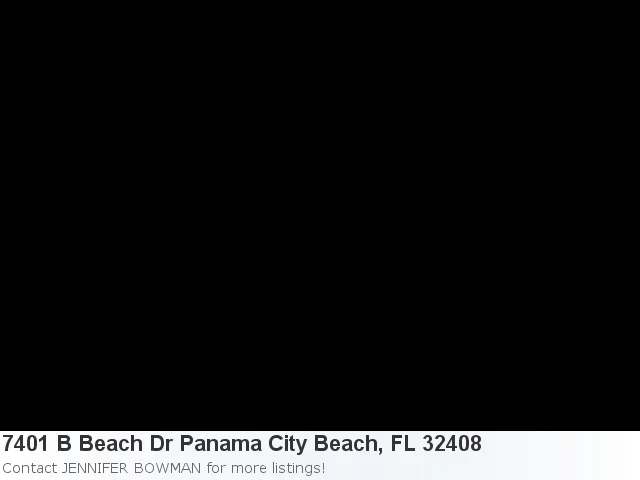 7401 B Beach Dr Panama City Beach, FL 32408
Contact JENNIFER BOWMAN for more listings!